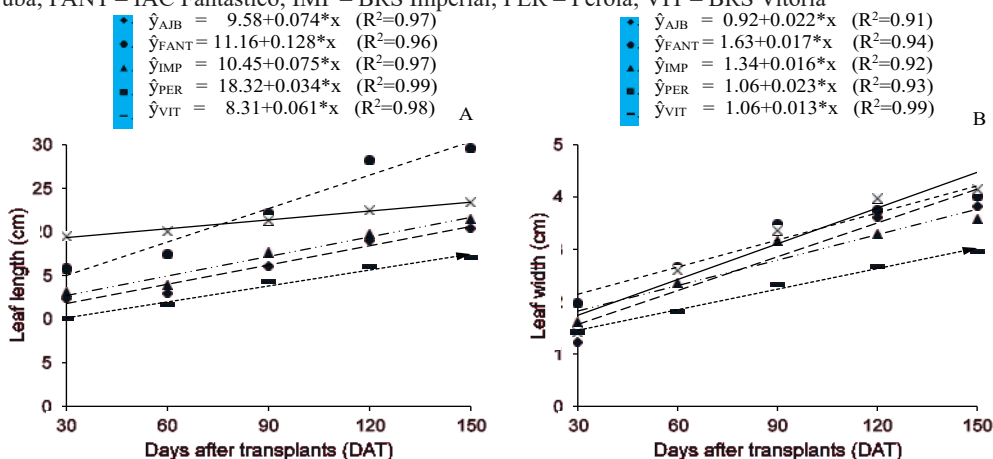 uba; FANT – IAC Fantástico; IMP – BRS Imperial; PER – Pérola; VIT – BRS Vitória
ŷAJB = 9.58+0.074*x (R²=0.97)
ŷFANT = 11.16+0.128*x (R²=0.96)
ŷIMP = 10.45+0.075*x (R²=0.97)
ŷPER = 18.32+0.034*x (R²=0.99)
ŷVIT = 8.31+0.061*x (R²=0.98)
A
30
25
20
5
0
5
0
Leaf length (cm)
30 60 90 120 150
Days after transplants (DAT)
ŷAJB = 0.92+0.022*x (R²=0.91)
ŷFANT = 1.63+0.017*x (R²=0.94)
ŷIMP = 1.34+0.016*x (R²=0.92)
ŷPER = 1.06+0.023*x (R²=0.93)
ŷVIT = 1.06+0.013*x (R²=0.99)
B
5
4
3
2
1
0
Leaf width (cm)
30 60 90 120 150
Days after transplants (DAT)